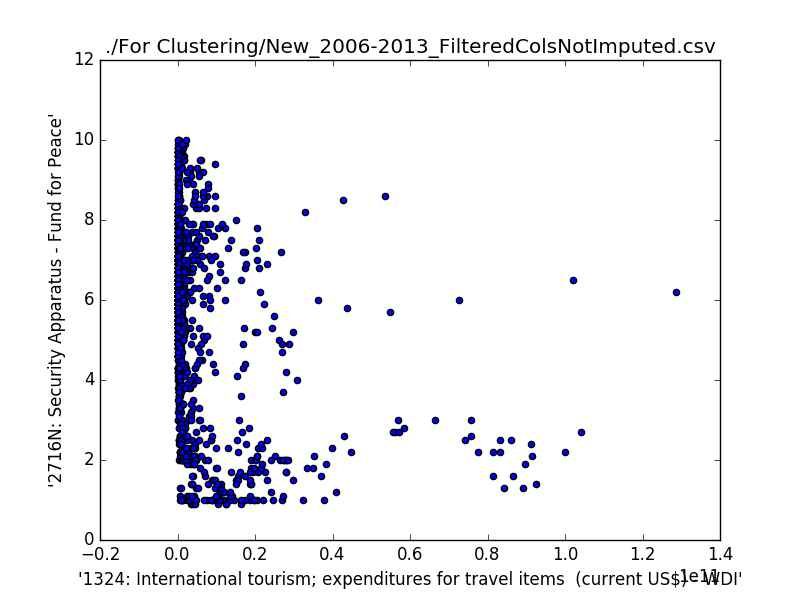 ./For Clustering/New_2006-2013_FilteredColsNotImputed.csv
12
10
8
6
4
2
0
'2716N: Security Apparatus - Fund for Peace'
−0.2 0.0 0.2 0.4 0.6 0.8 1.0 1.2 1.4
1e11
'1324: International tourism; expenditures for travel items  (current US$) - WDI'